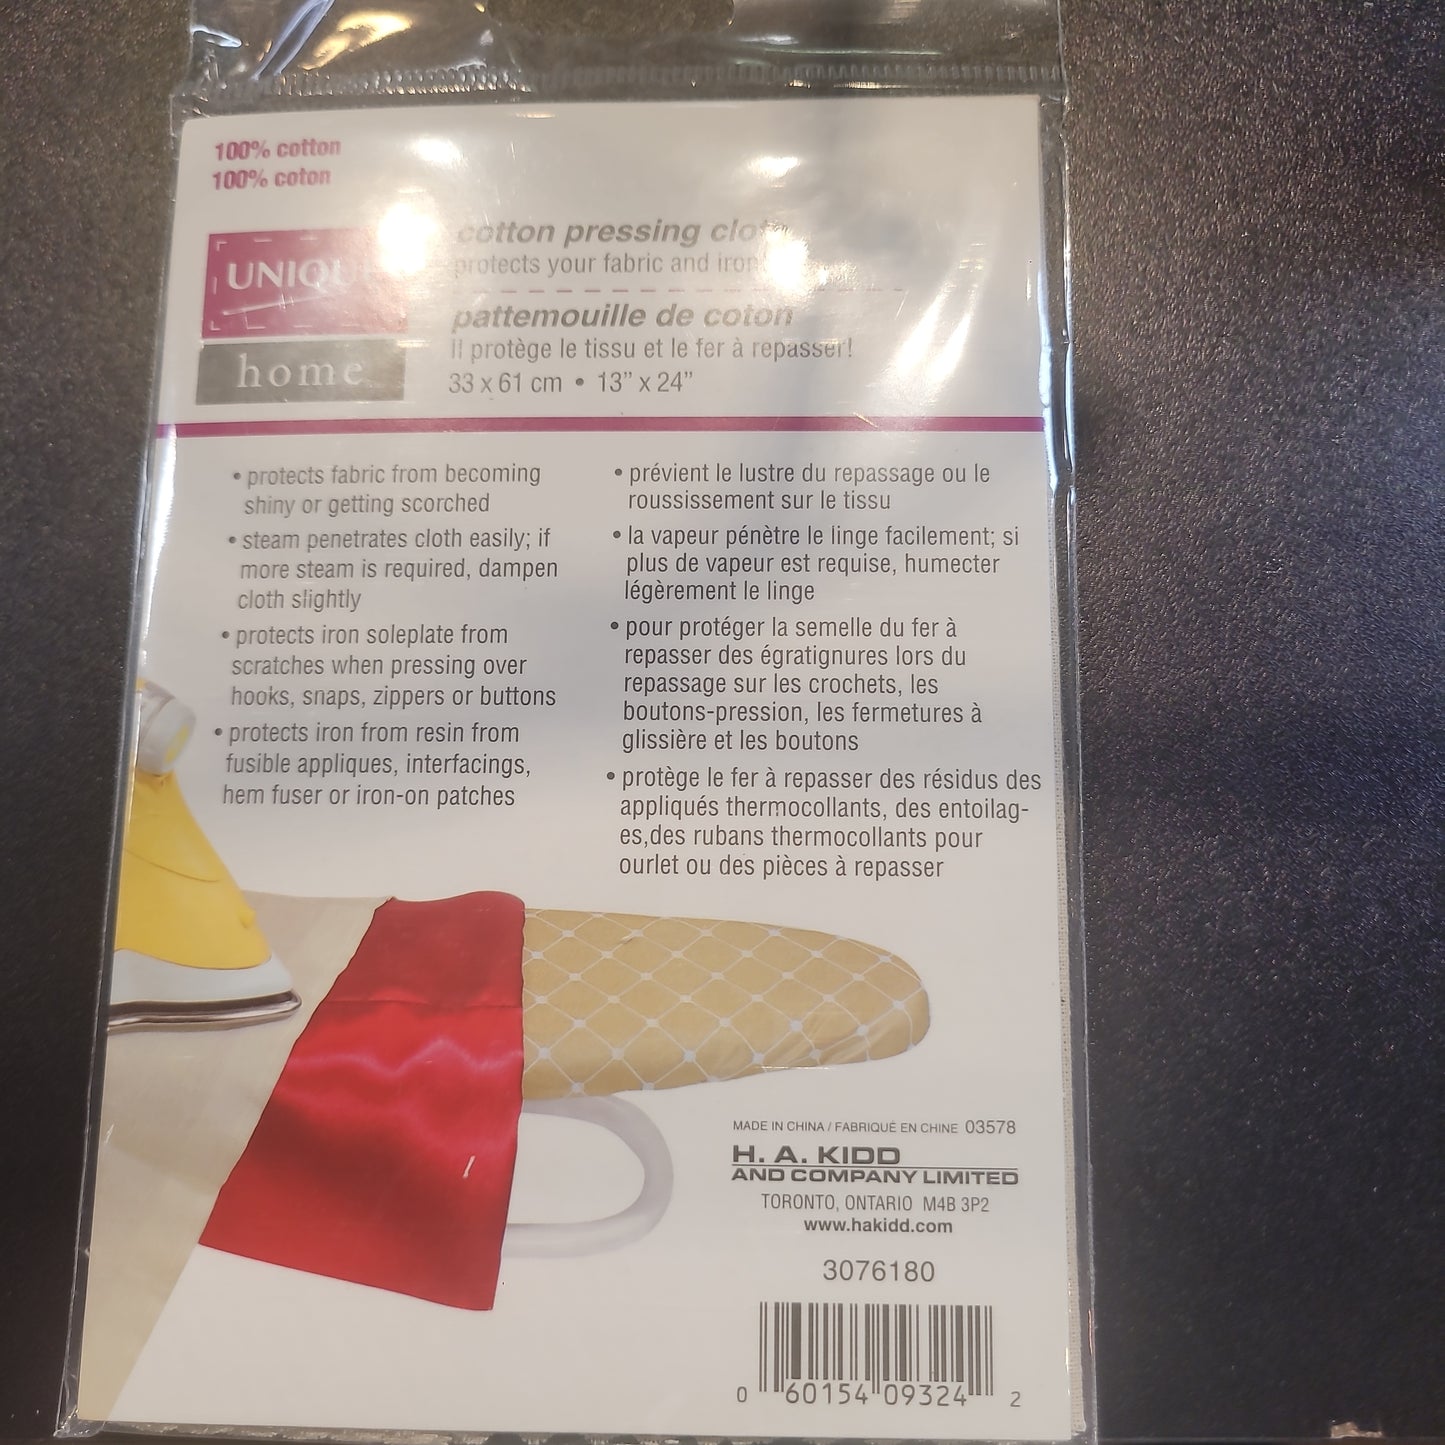 100% cotton
100% coton
UNIQU
home
cotton pressing clot
protects your fabric and iron
pattemouille de coton
Il protège le tissu et le fer à repasser!
33 x 61 cm • 13” x 24”
• protects fabric from becoming
shiny or getting scorched
• steam penetrates cloth easily; if
more steam is required, dampen
cloth slightly
• protects iron soleplate from
scratches when pressing over
hooks, snaps, zippers or buttons
• protects iron from resin from
fusible appliques, interfacings,
hem fuser or iron-on patches
• prévient le lustre du repassage ou le
roussissement sur le tissu
• la vapeur pénètre le linge facilement; si
plus de vapeur est requise, humecter
légèrement le linge
• pour protéger la semelle du fer à
repasser des égratignures lors du
repassage sur les crochets, les
boutons-pression, les fermetures à
glissière et les boutons
• protège le fer à repasser des résidus des
appliqués thermocollants, des entoilag-
es,des rubans thermocollants pour
ourlet ou des pièces à repasser
MADE IN CHINA / FABRIQUÉ EN CHINE 03578
H. A. KIDD
AND COMPANY LIMITED
TORONTO, ONTARIO M4B 3P2
www.hakidd.com
3076180
0 60154 09324 2